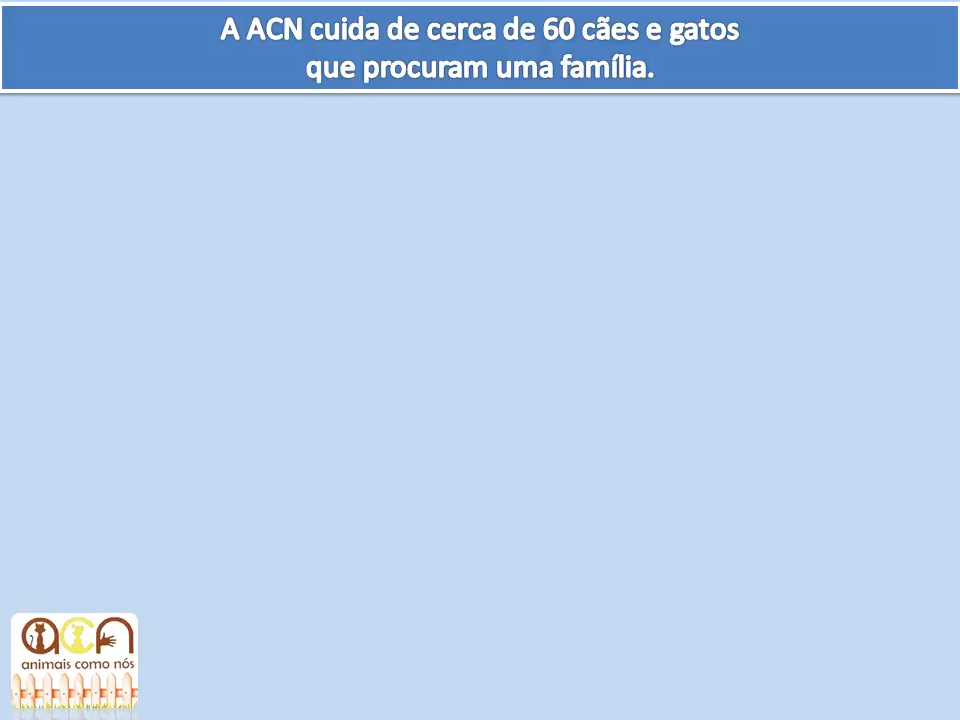 A ACN cuida de cerca de 60 cães e gatos
que procuram uma família.
acn
animais como nós